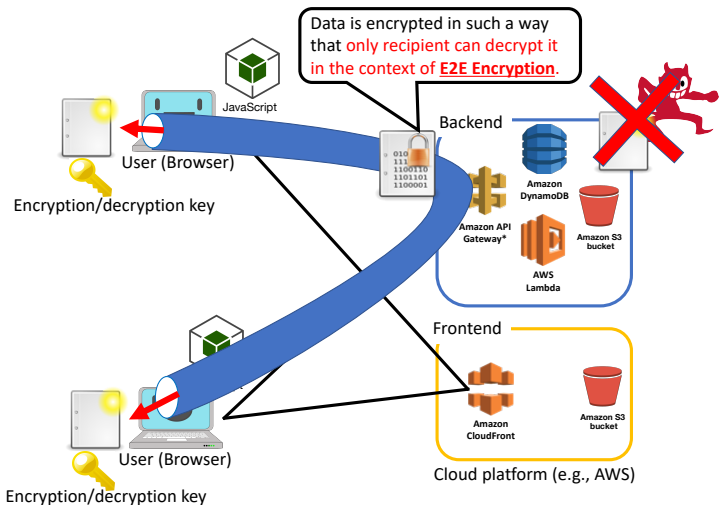 Data is encrypted in such a way
that only recipient can decrypt it
in the context of E2E Encryption.
JavaScript
User (Browser)
Encryption/decryption key
010
111
1100110
1101101
1100001
Backend
Amazon
DynamoDB
Amazon API
Gateway*
AWS
Lambda
Amazon S3
bucket
Frontend
Amazon
CloudFront
Amazon S3
bucket
Cloud platform (e.g., AWS)
User (Browser)
Encryption/decryption key